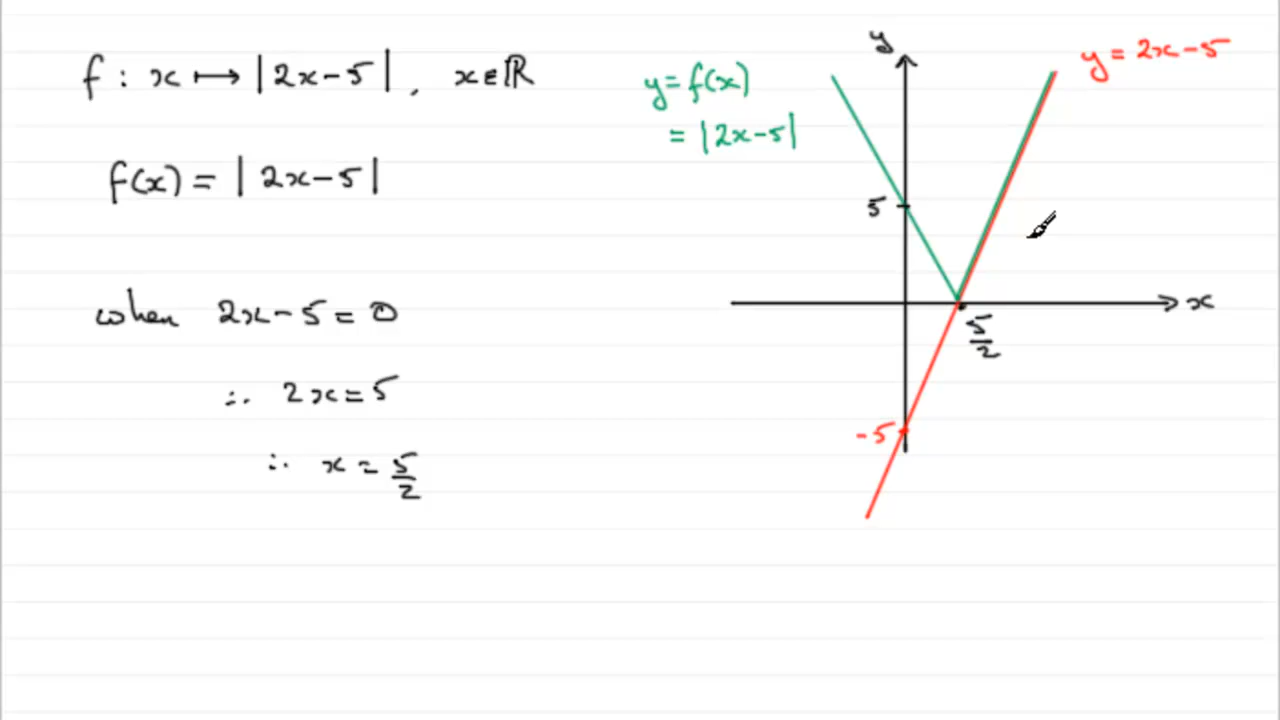 f : x ↦ |2x-5|, x∈ℝ
f(x) = |2x-5|
when 2x-5=0
∴ 2x=5
∴ x=5/2
y=f(x)
= |2x-5|
y
y = 2x-5
5
x
5/2
-5